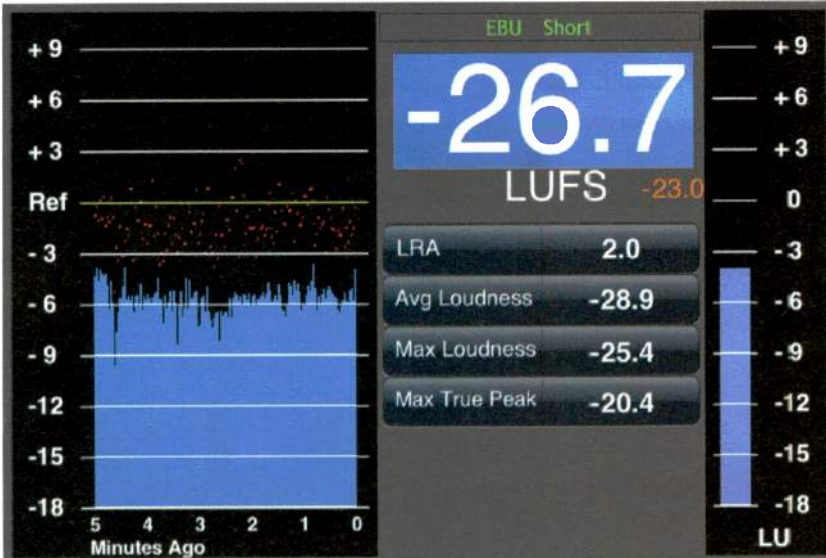 EBU Short
-26.7
LUFS -23.0
LRA 2.0
Avg Loudness -28.9
Max Loudness -25.4
Max True Peak -20.4
+9
+6
+3
Ref
-3
-6
-9
-12
-15
-18
5 4 3 2 1 0
Minutes Ago
+9
+6
+3
0
-3
-6
-9
-12
-15
-18
LU